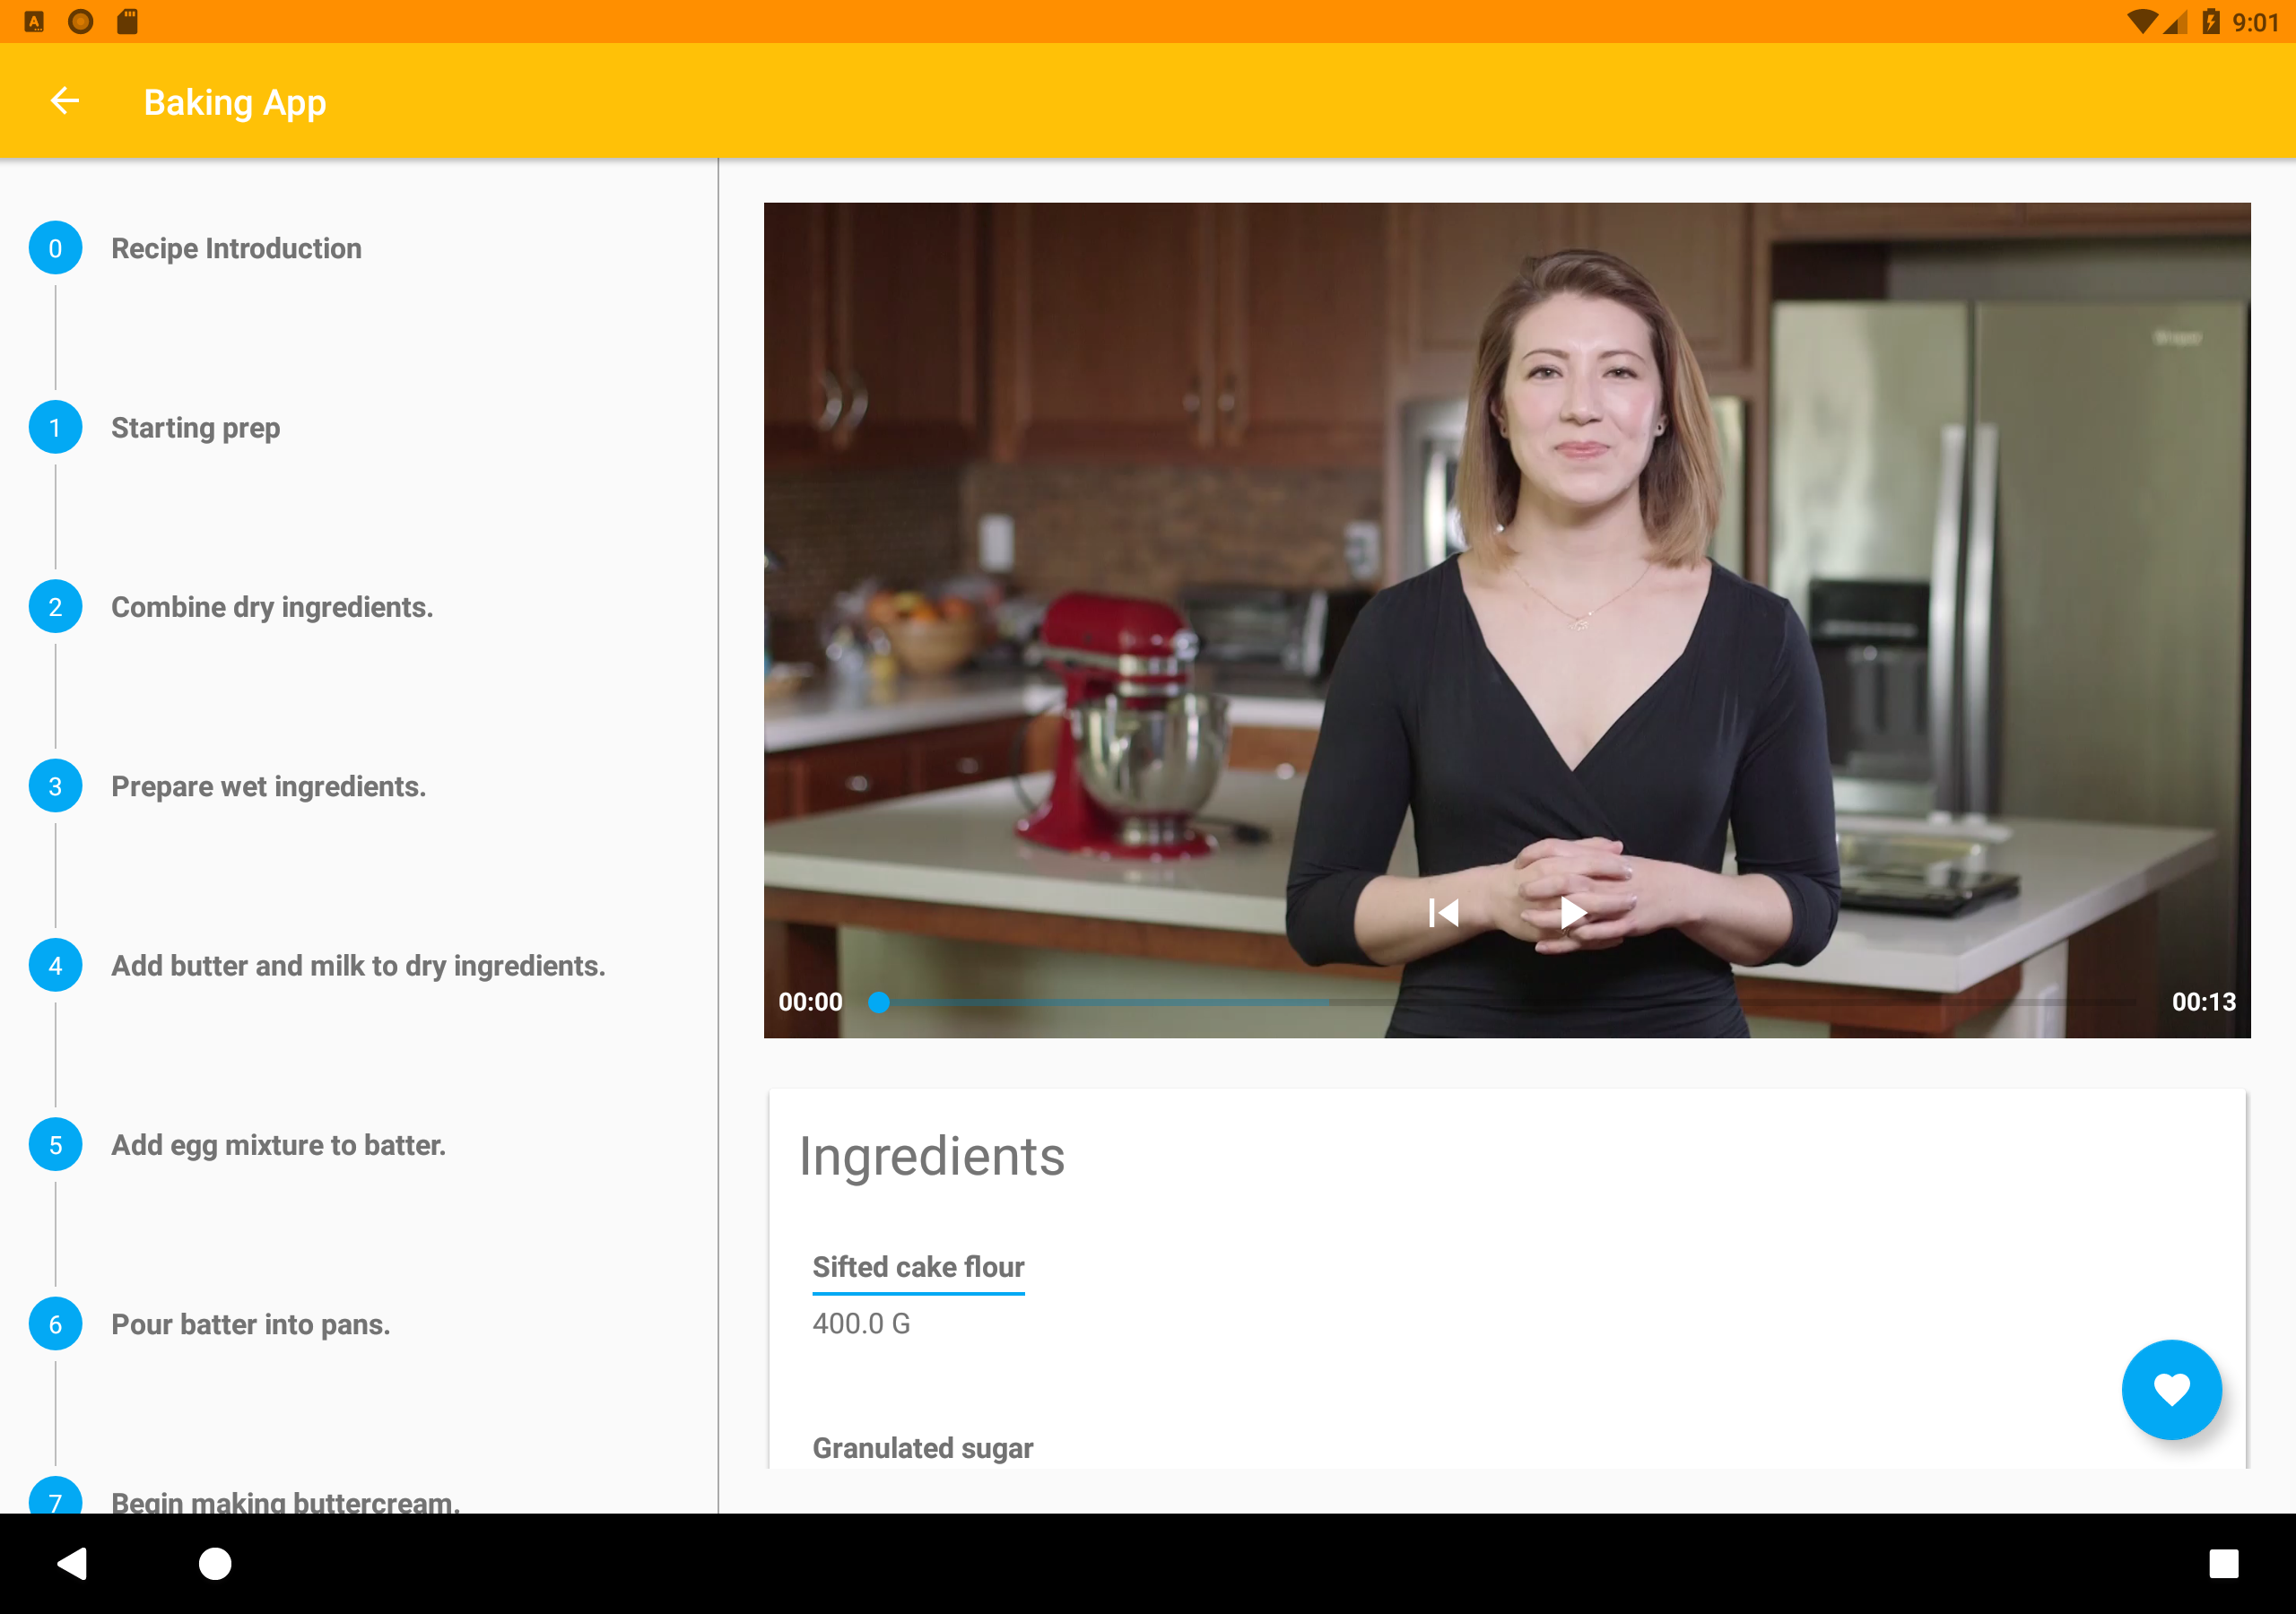 9:01
Baking App
0 Recipe Introduction
1 Starting prep
2 Combine dry ingredients.
3 Prepare wet ingredients.
4 Add butter and milk to dry ingredients.
5 Add egg mixture to batter.
6 Pour batter into pans.
7 Begin making buttercream.
00:00 00:13
Ingredients
Sifted cake flour
400.0 G
Granulated sugar